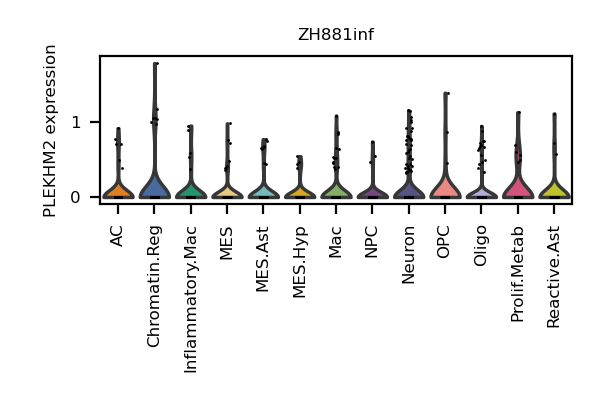 ZH881inf
PLEKHM2 expression
1
0
AC
Chromatin.Reg
Inflammatory.Mac
MES
MES.Ast
MES.Hyp
Mac
NPC
Neuron
OPC
Oligo
Prolif.Metab
Reactive.Ast